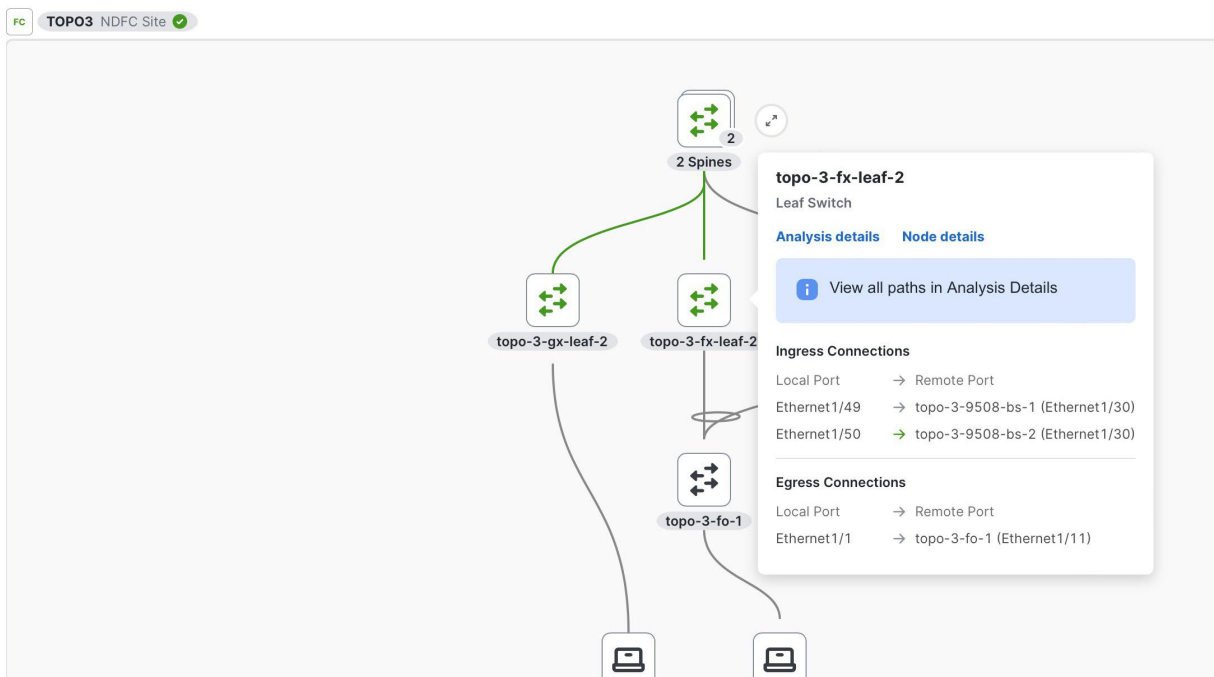 FC TOPO3 NDFC Site
2
2 Spines
topo-3-gx-leaf-2
topo-3-fx-leaf-2
topo-3-fo-1
topo-3-fx-leaf-2
Leaf Switch
Analysis details Node details
View all paths in Analysis Details
Ingress Connections
Local Port → Remote Port
Ethernet1/49 → topo-3-9508-bs-1 (Ethernet1/30)
Ethernet1/50 → topo-3-9508-bs-2 (Ethernet1/30)
Egress Connections
Local Port → Remote Port
Ethernet1/1 → topo-3-fo-1 (Ethernet1/11)